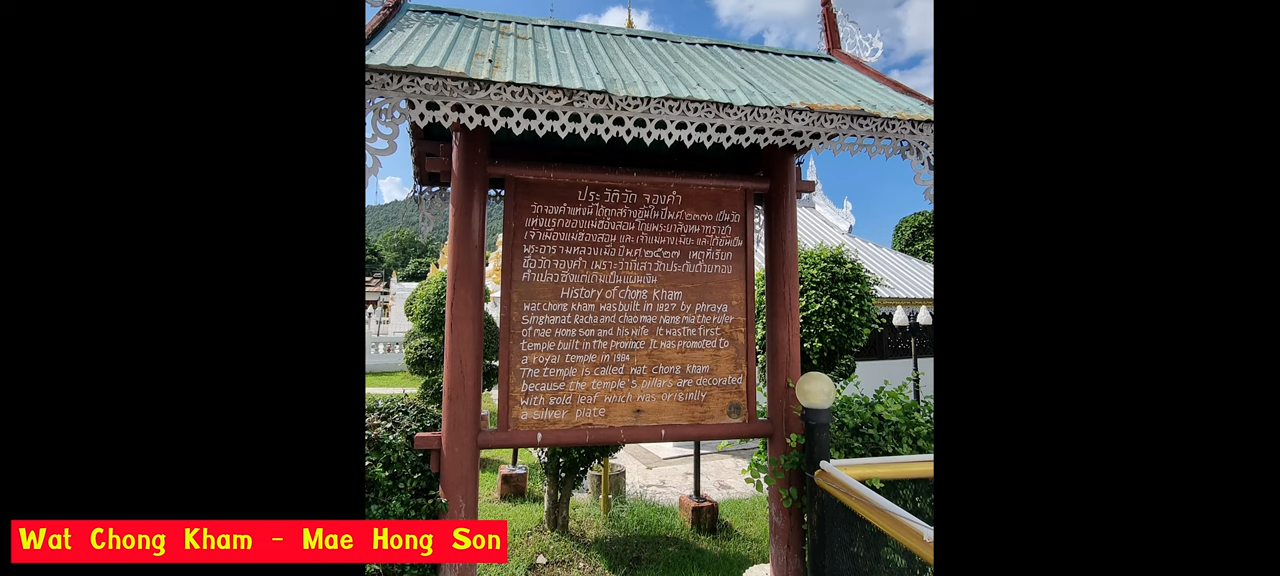 ประวัติวัด จองคำ
วัดจองคำแห่งนี้ ได้ถูกสร้างขึ้นใน ปี พ.ศ.๒๓๗๐ เป็นวัด
แห่งแรกของแม่ฮ่องสอน โดยพระยาสิงหนาทราชา
เจ้าเมืองแม่ฮ่องสอน และ เจ้าแม่นางเมี๊ยะ และได้ขึ้นเป็น
พระอารามหลวงเมื่อ ปี พ.ศ.๒๕๒๗ เหตุที่เรียก
ชื่อวัดจองคำ เพราะว่าที่เสาวัดประดับด้วยทอง
คำเปลวซึ่งแต่เดิมเป็นแผ่นเงิน
History of chong kham
wat chong kham was built in 1827 by phraya
Singhanat Racha and chao mae Nang mia the ruler
of mae Hong Son and his wife It was the first
temple built in the province It was promoted to
a royal temple in 1984
The temple is called wat chong kham
because the temple's pillars are decorated
with gold leaf which was originlly
a silver plate
Wat Chong Kham - Mae Hong Son